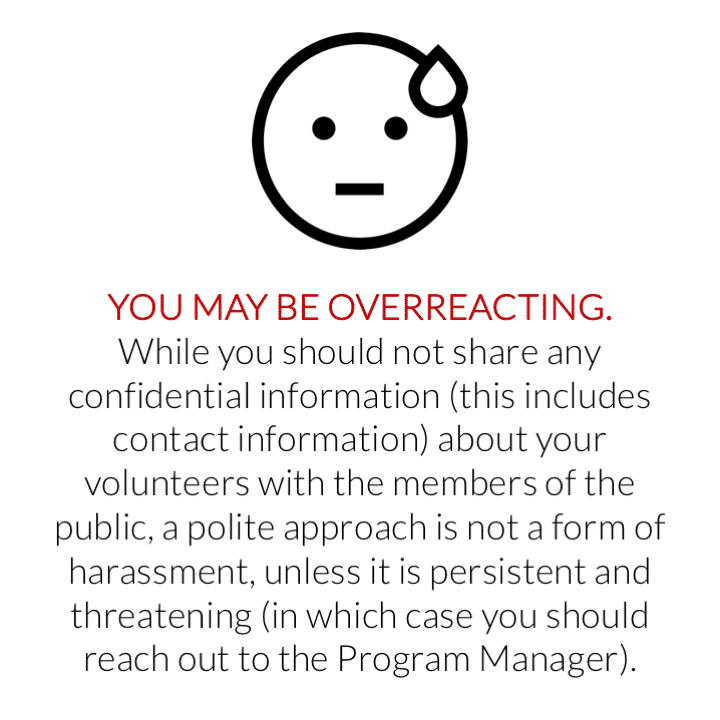 YOU MAY BE OVERREACTING.
While you should not share any
confidential information (this includes
contact information) about your
volunteers with the members of the
public, a polite approach is not a form of
harassment, unless it is persistent and
threatening (in which case you should
reach out to the Program Manager).